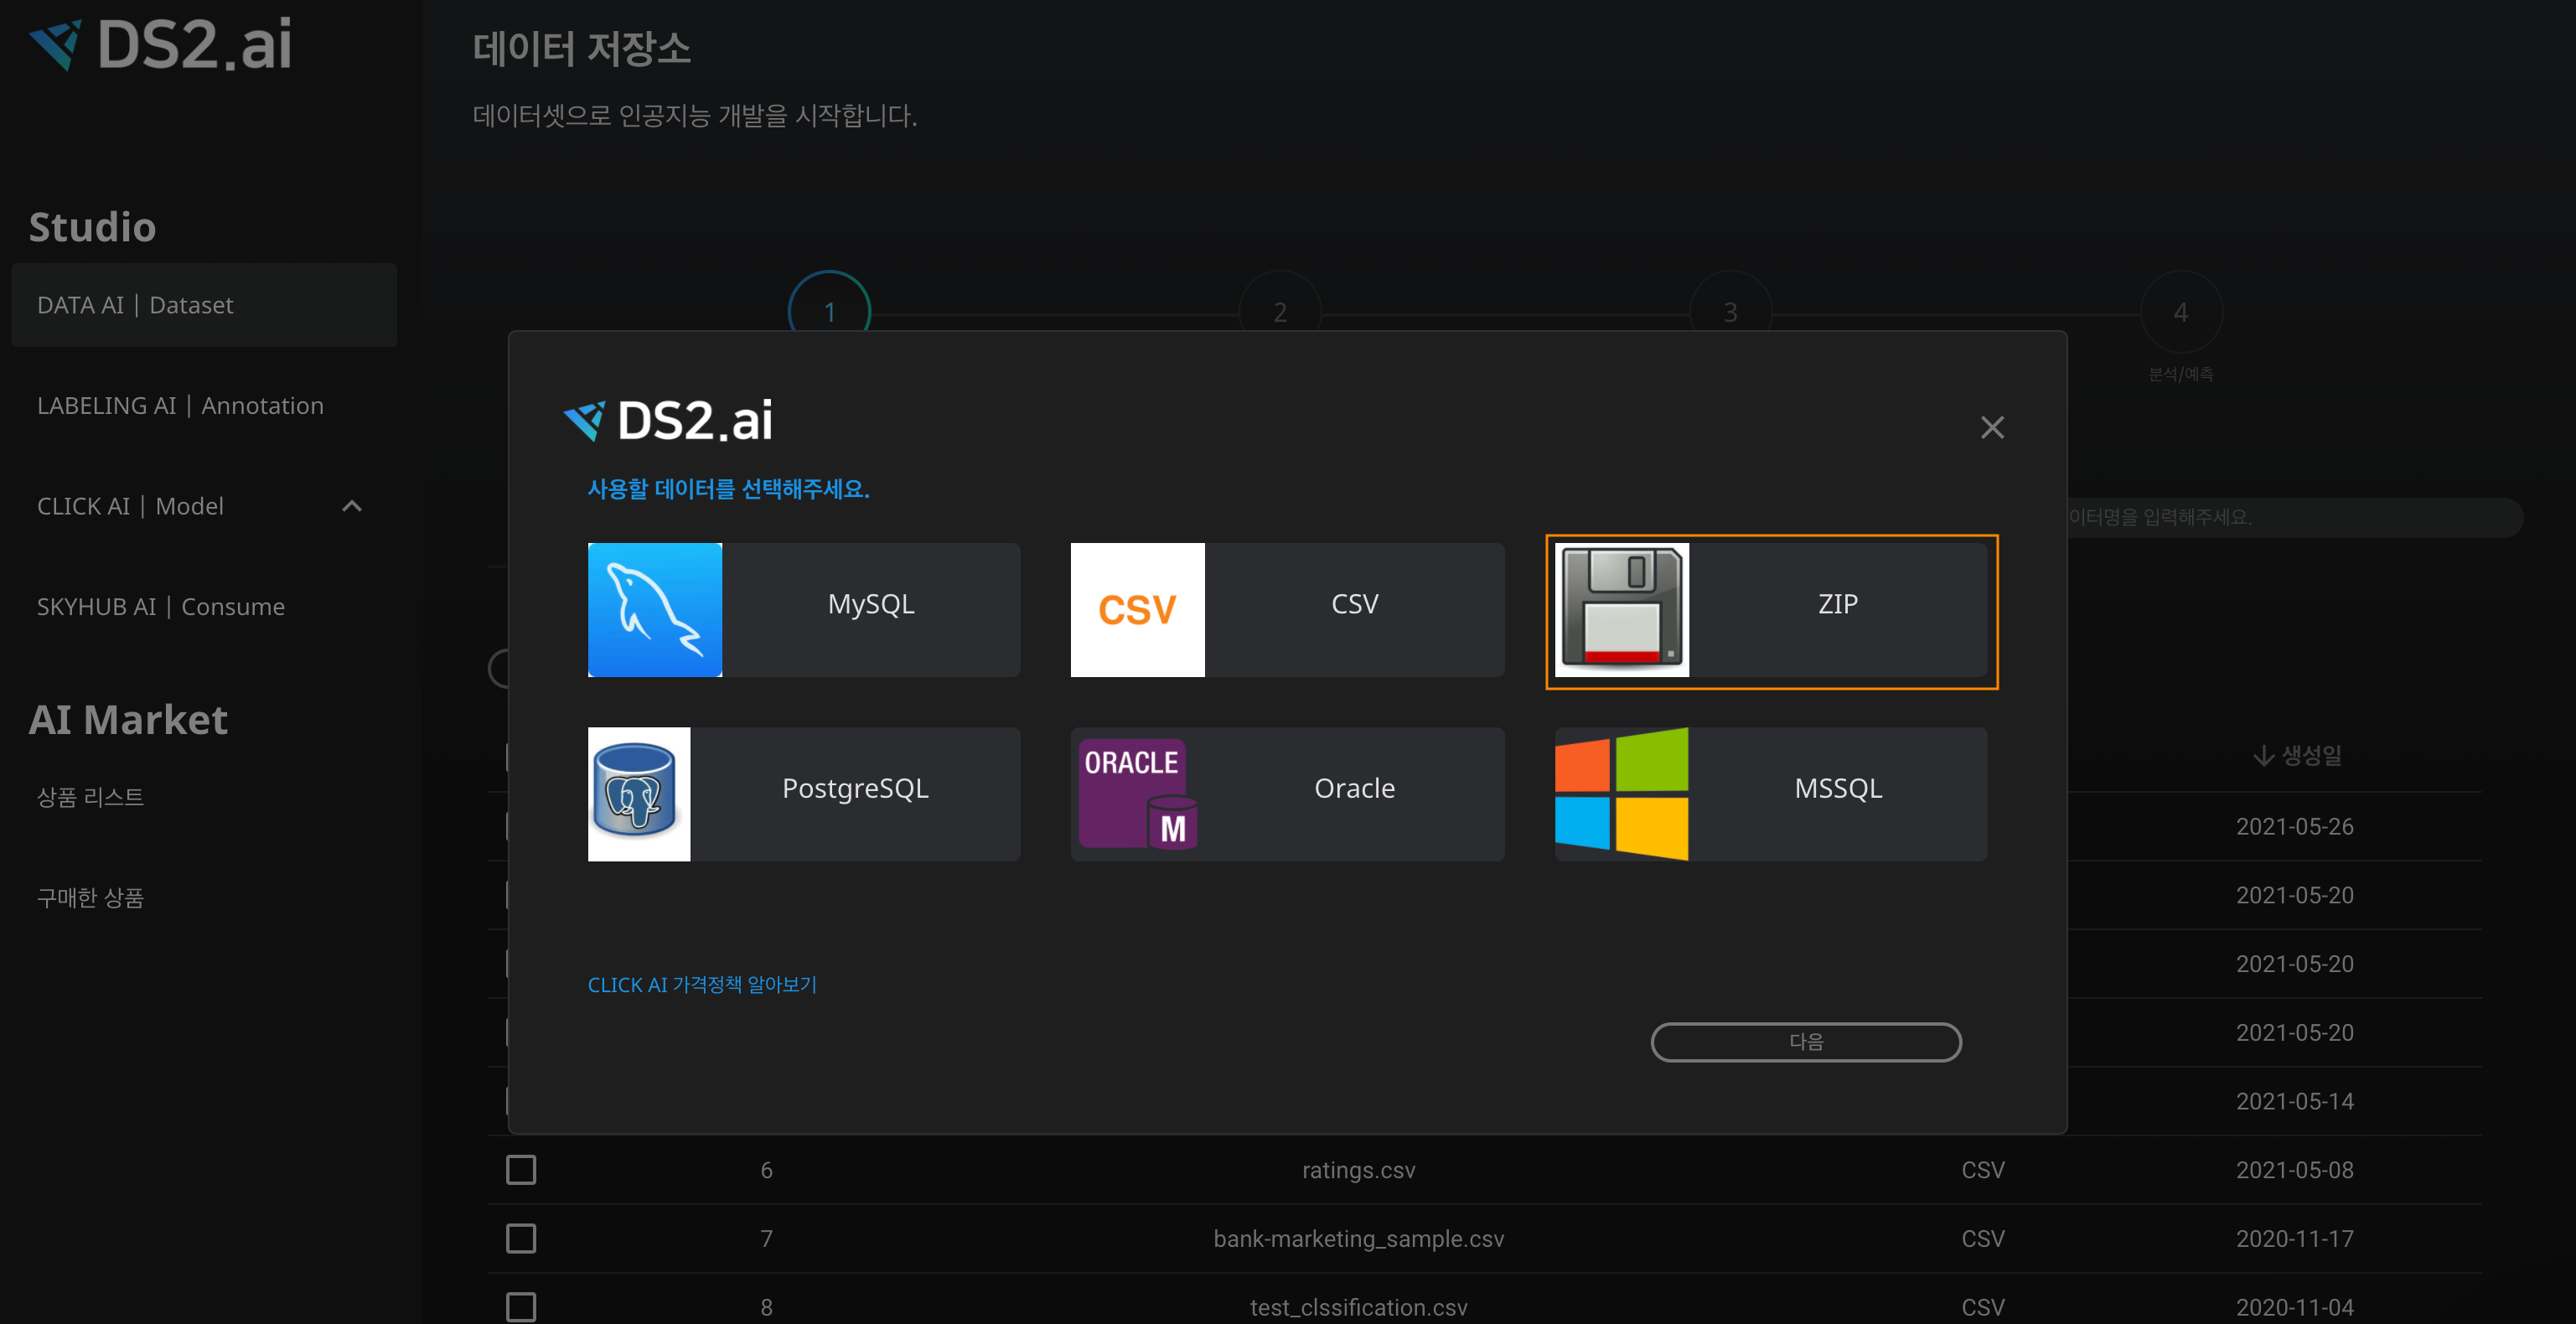 DS2.ai
데이터 저장소
데이터셋으로 인공지능 개발을 시작합니다.
Studio
DATA AI | Dataset
LABELING AI | Annotation
CLICK AI | Model
SKYHUB AI | Consume
AI Market
상품 리스트
구매한 상품
1
2
3
4
분석/예측
DS2.ai
사용할 데이터를 선택해주세요.
MySQL
CSV
CSV
ZIP
PostgreSQL
ORACLE
M
Oracle
MSSQL
CLICK AI 가격정책 알아보기
다음
이터명을 입력해주세요.
↓ 생성일
2021-05-26
2021-05-20
2021-05-20
2021-05-20
2021-05-14
6 ratings.csv CSV 2021-05-08
7 bank-marketing_sample.csv CSV 2020-11-17
8 test_clssification.csv CSV 2020-11-04